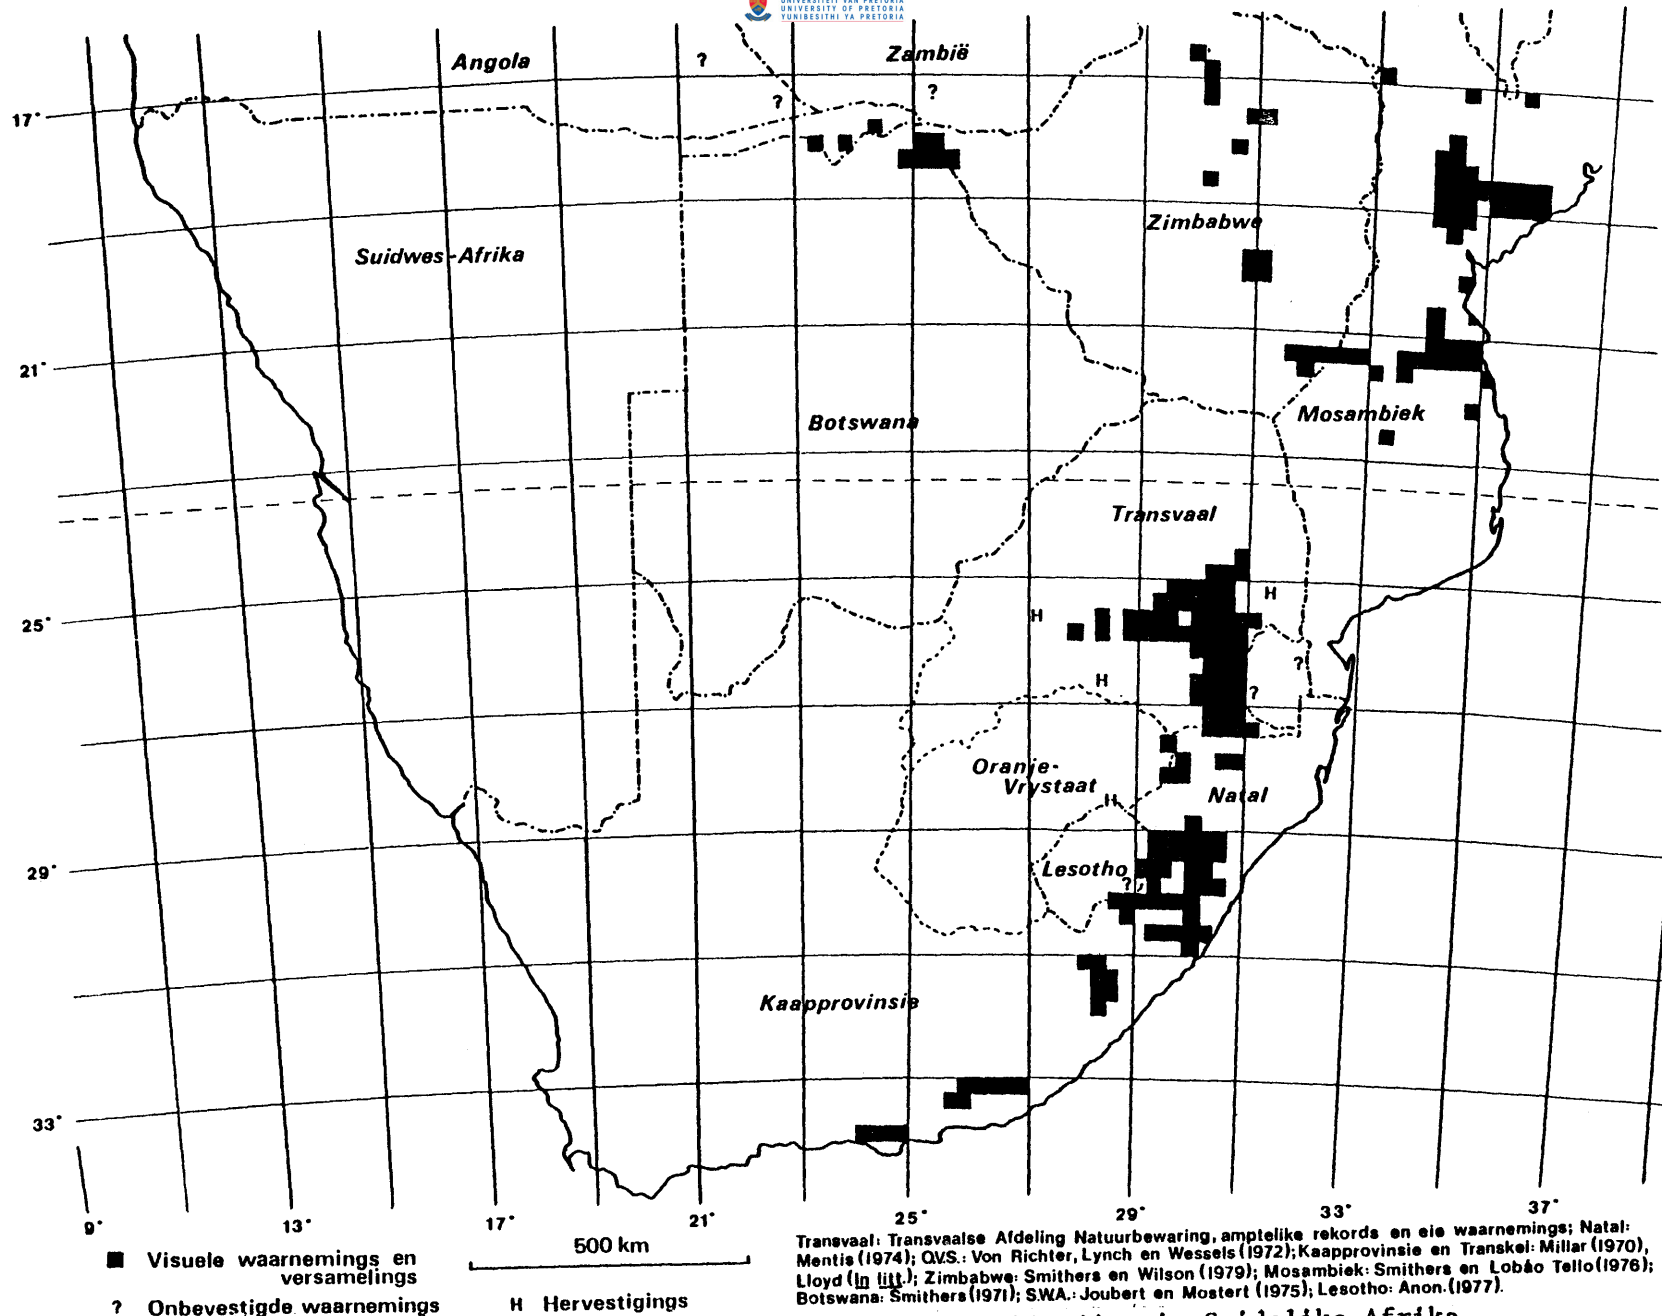 UNIVERSITEIT VAN PRETORIA
UNIVERSITY OF PRETORIA
YUNIBESITHI YA PRETORIA
Angola
?
Zambië
?
?
17°
Zimbabwe
Suidwes-Afrika
21°
Botswana
Mosambiek
Transvaal
H
H
25°
?
H
?
Oranje-
Vrystaat
H
Natal
Lesotho
?
29°
Kaapprovinsie
33°
9°
13°
17°
21°
25°
29°
33°
37°
Visuele waarnemings en
versamelings
? Onbevestigde waarnemings
500 km
H Hervestigings
Transvaal: Transvaalse Afdeling Natuurbewaring, amptelike rekords en eie waarnemings; Natal:
Mentis (1974); O.V.S.: Von Richter, Lynch en Wessels (1972); Kaapprovinsie en Transkei: Millar (1970),
Lloyd (in litt.); Zimbabwe: Smithers en Wilson (1979); Mosambiek: Smithers en Lobão Tello (1976);
Botswana: Smithers (1971); S.W.A.: Joubert en Mostert (1975); Lesotho: Anon. (1977).